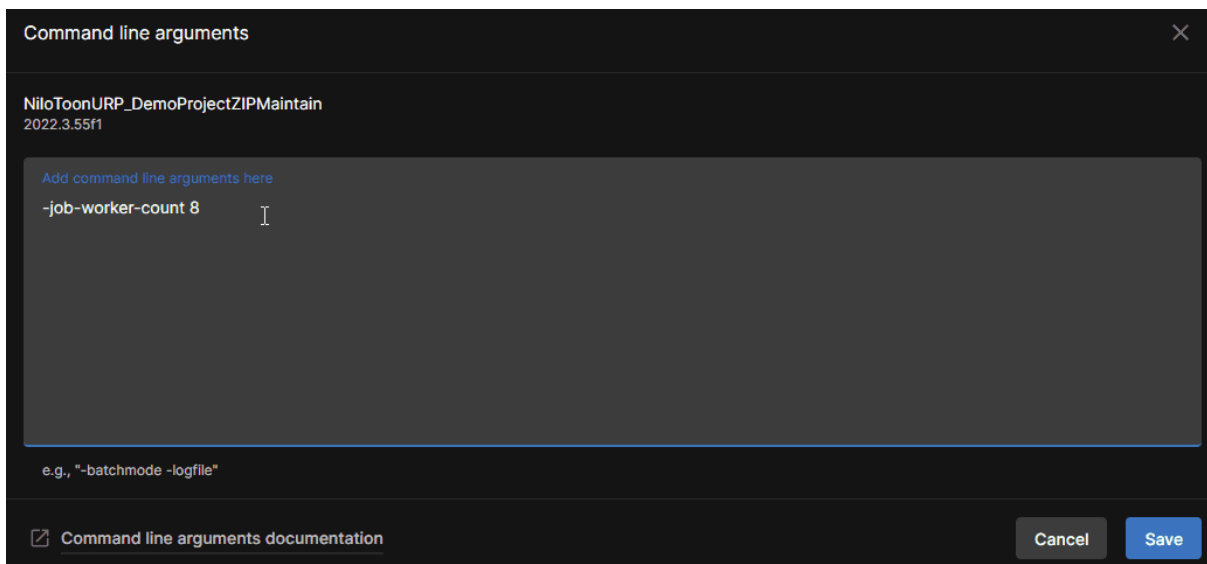 Command line arguments
NiloToonURP_DemoProjectZIPMaintain
2022.3.55f1
Add command line arguments here
-job-worker-count 8
e.g., "-batchmode -logfile"
Command line arguments documentation
Cancel
Save